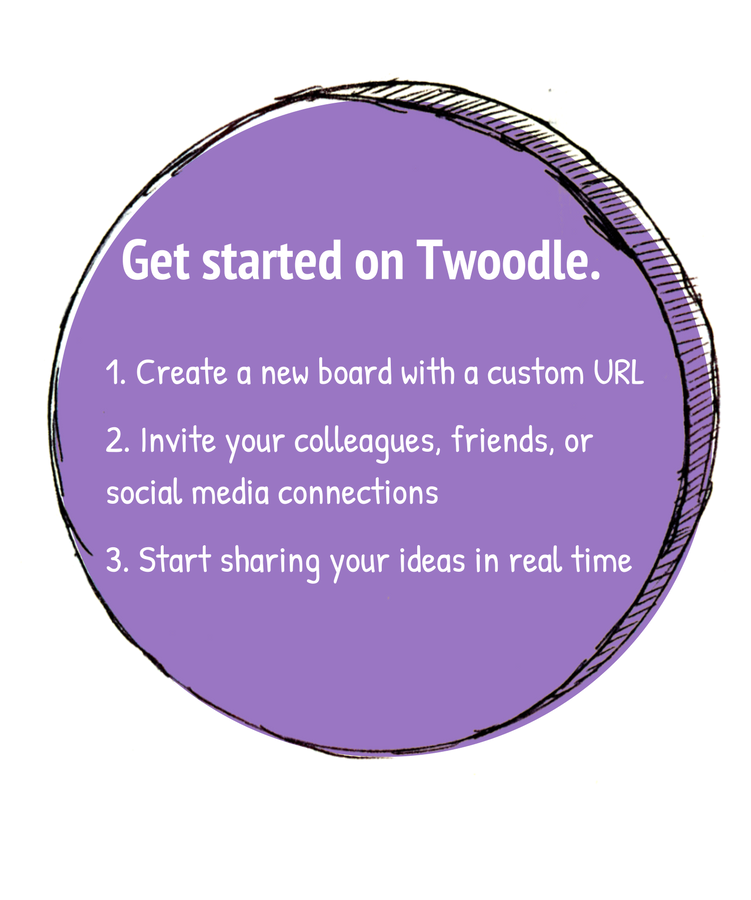 Get started on Twoodle.
1. Create a new board with a custom URL
2. Invite your colleagues, friends, or
social media connections
3. Start sharing your ideas in real time